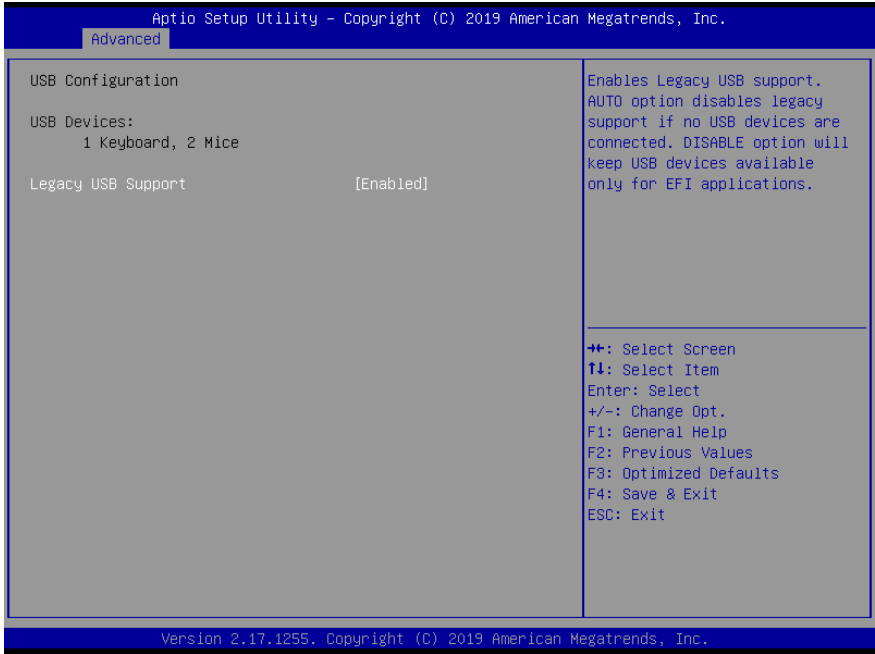 Aptio Setup Utility – Copyright (C) 2019 American Megatrends, Inc.
Advanced
USB Configuration
USB Devices:
1 Keyboard, 2 Mice
Legacy USB Support [Enabled]
Enables Legacy USB support.
AUTO option disables legacy
support if no USB devices are
connected. DISABLE option will
keep USB devices available
only for EFI applications.
→←: Select Screen
↑↓: Select Item
Enter: Select
+/-: Change Opt.
F1: General Help
F2: Previous Values
F3: Optimized Defaults
F4: Save & Exit
ESC: Exit
Version 2.17.1255. Copyright (C) 2019 American Megatrends, Inc.